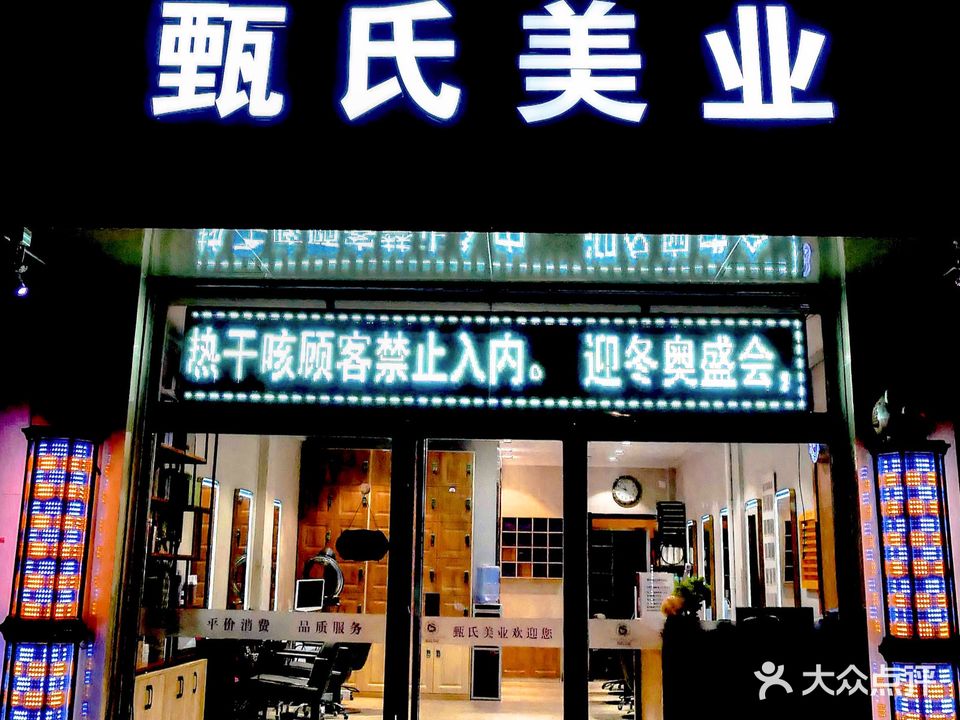 甄氏美业
热干咳顾客禁止入内。 迎冬奥盛会，
平价消费 品质服务
甄氏美业欢迎您
大众点评